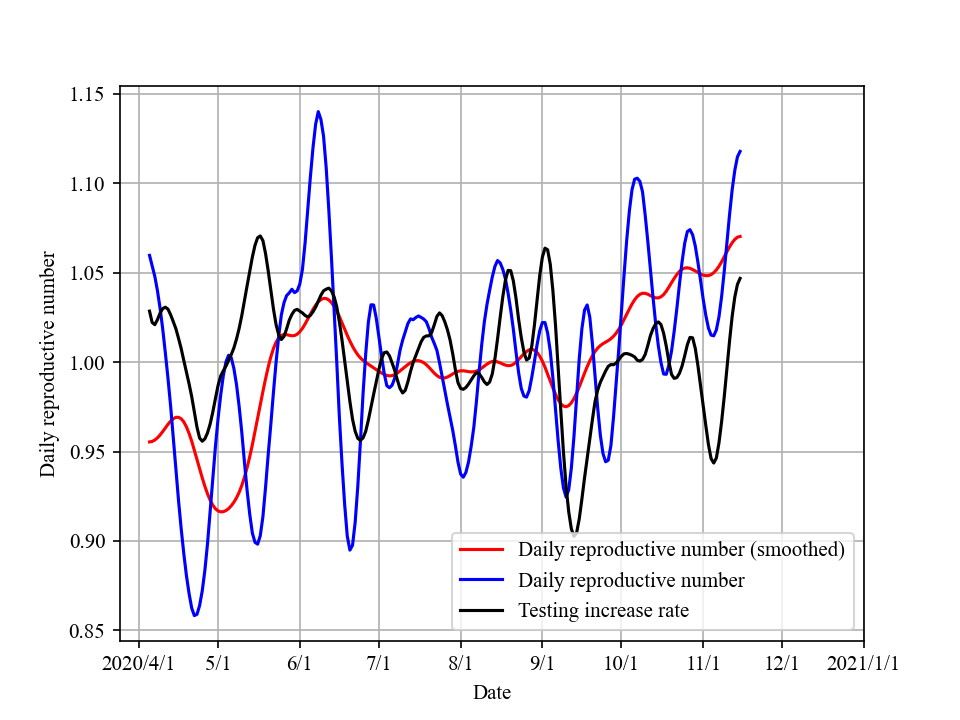 1.15
1.10
1.05
1.00
0.95
0.90
0.85
Daily reproductive number
Daily reproductive number (smoothed)
Daily reproductive number
Testing increase rate
2020/4/1 5/1 6/1 7/1 8/1 9/1 10/1 11/1 12/1 2021/1/1
Date